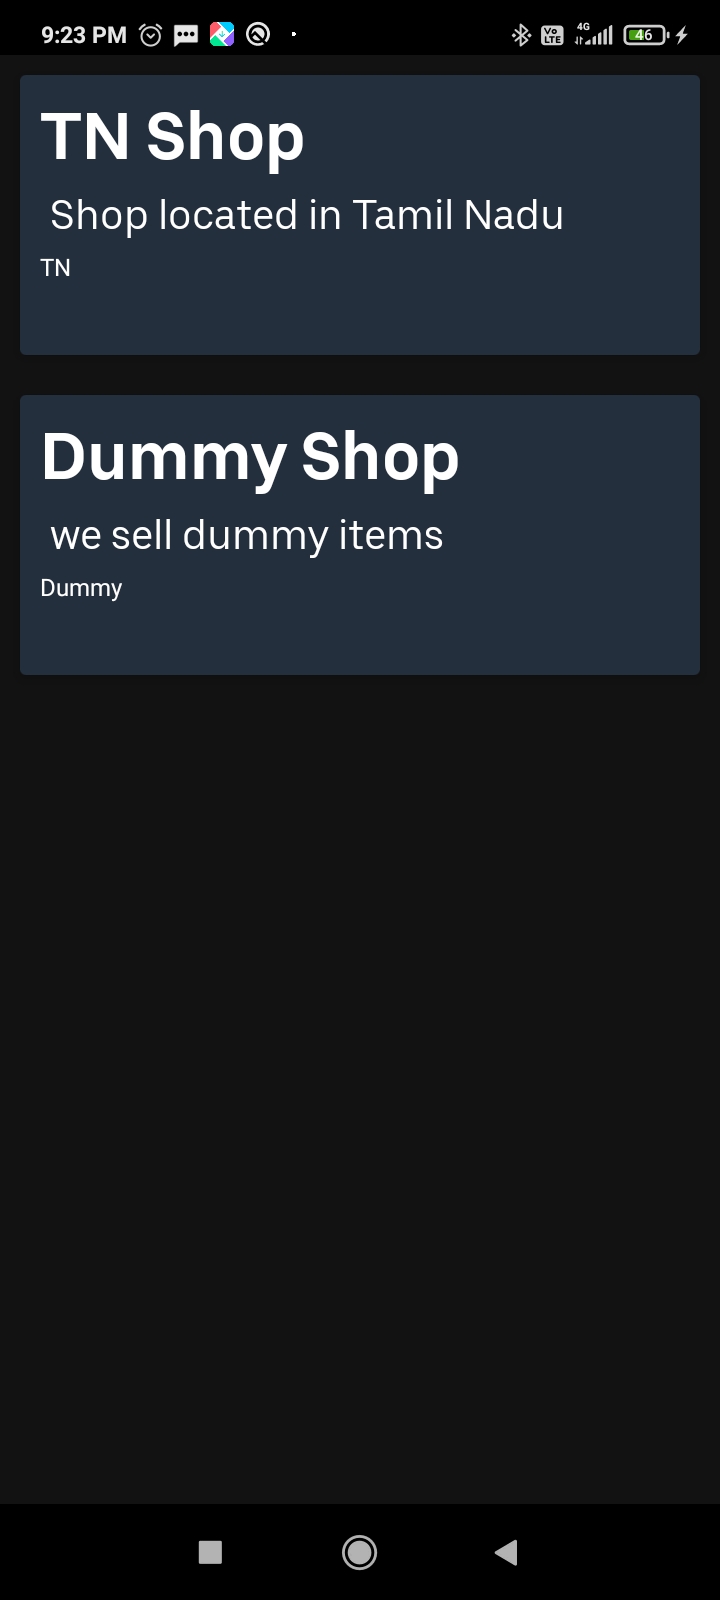 9:23 PM
Vo LTE
4G
46
TN Shop
Shop located in Tamil Nadu
TN
Dummy Shop
we sell dummy items
Dummy